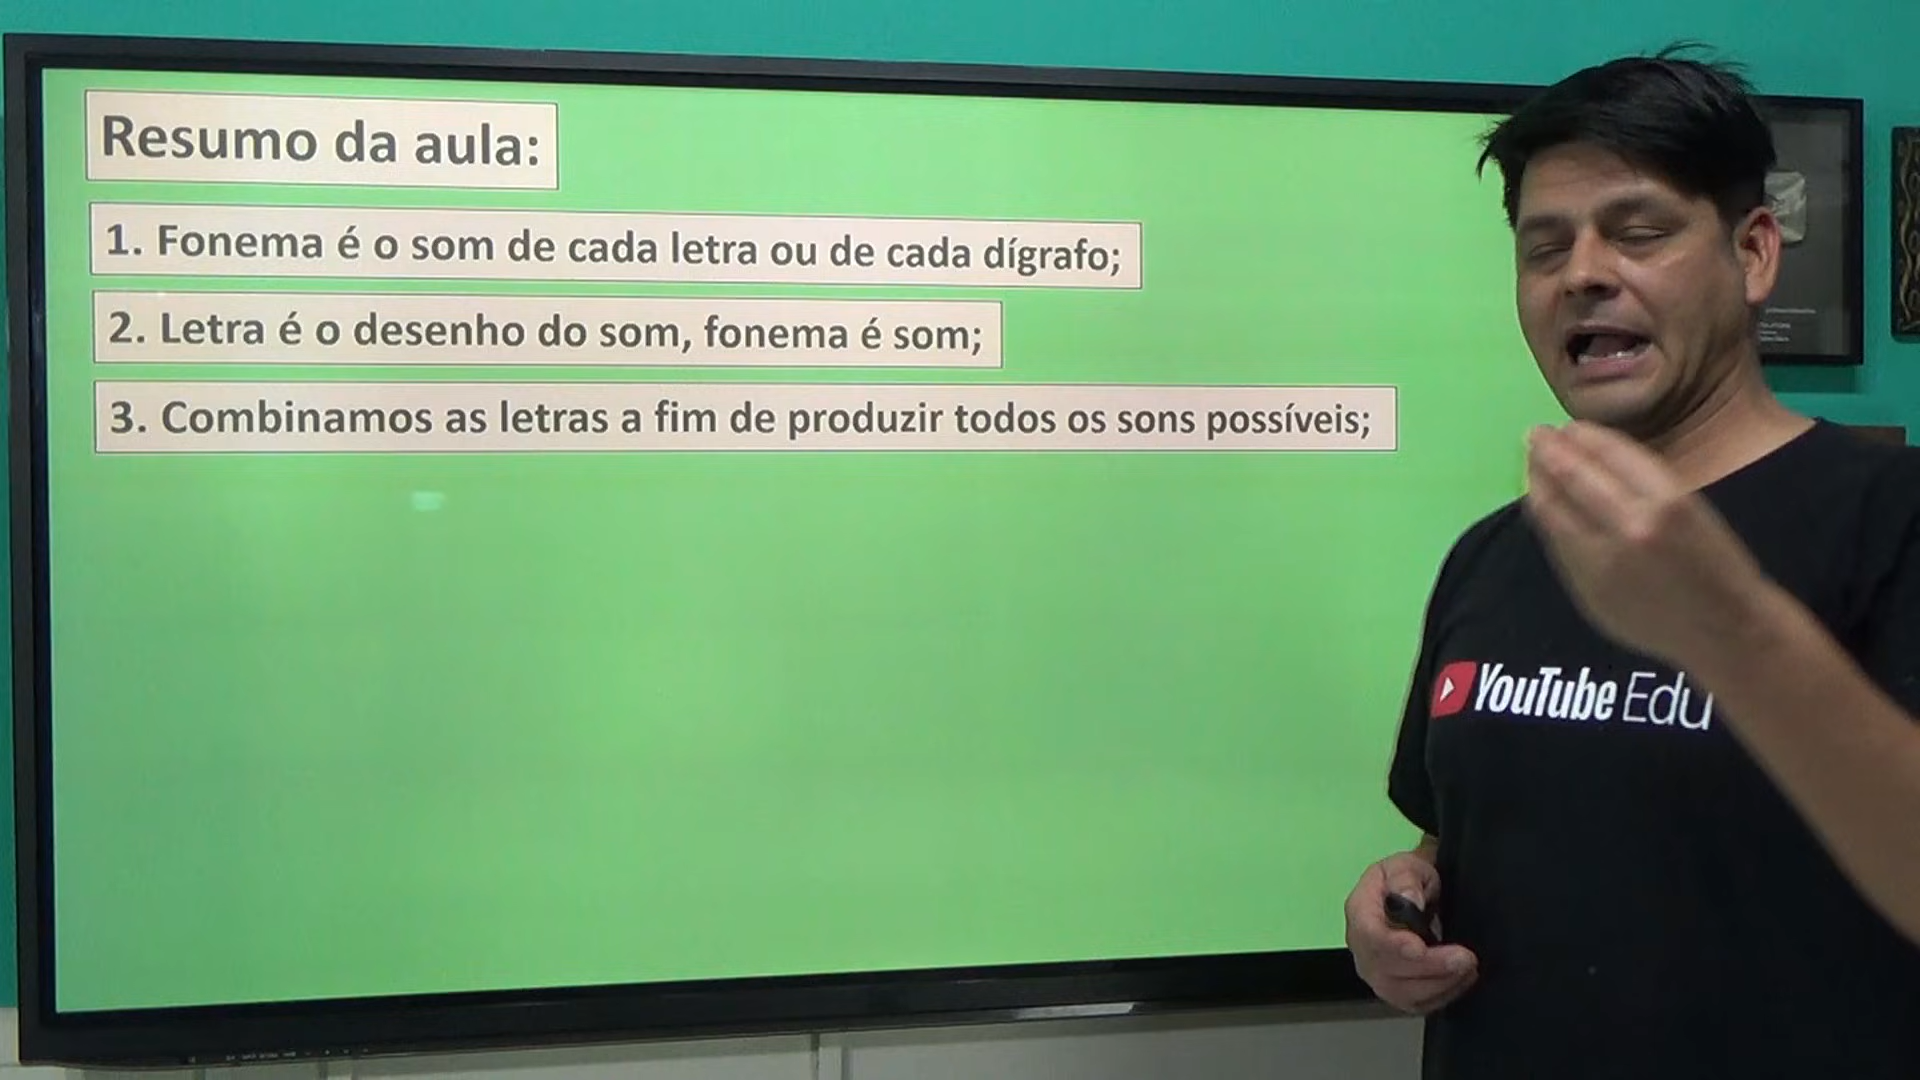 Resumo da aula:
1. Fonema é o som de cada letra ou de cada dígrafo;
2. Letra é o desenho do som, fonema é som;
3. Combinamos as letras a fim de produzir todos os sons possíveis;
YouTube Edu